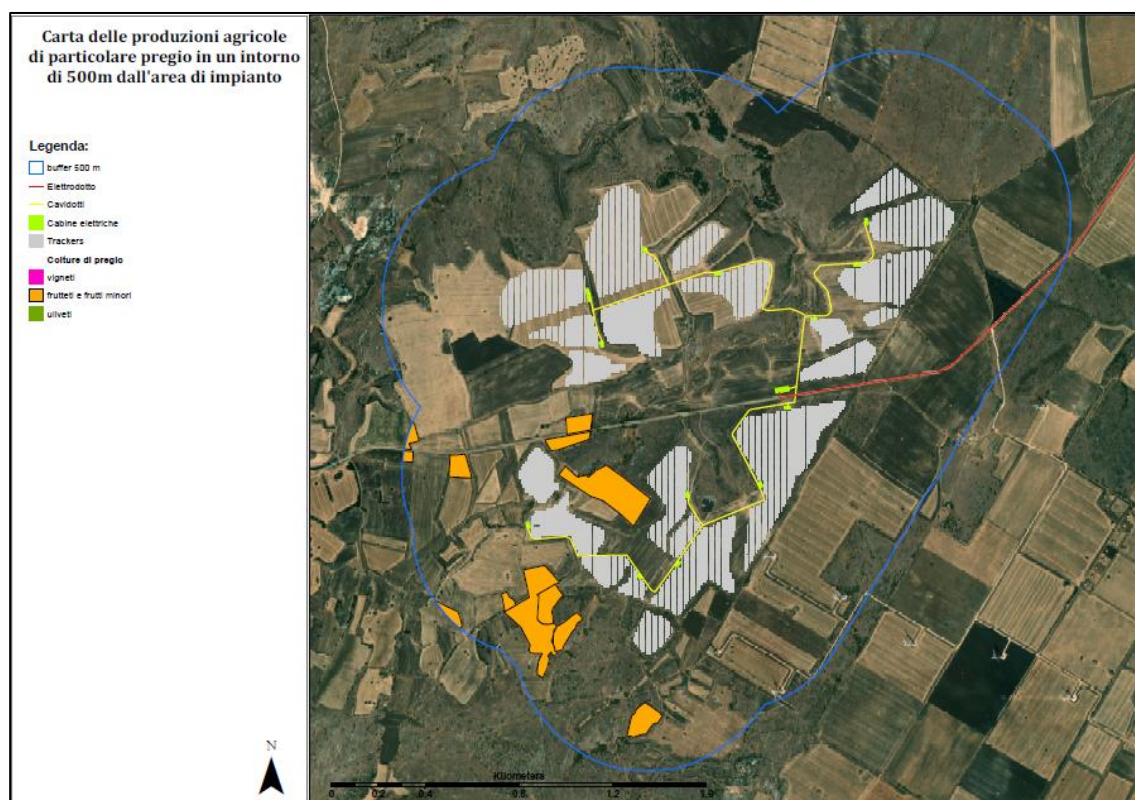 Carta delle produzioni agricole
di particolare pregio in un intorno
di 500m dall'area di impianto
Legenda:
buffer 500 m
Elettrodotto
Cavidotti
Cabine elettriche
Trackers
Colture di pregio
vigneti
frutteti e frutti minori
uliveti
N
Kilometers
0 0.2 0.4 0.8 1.2 1.6